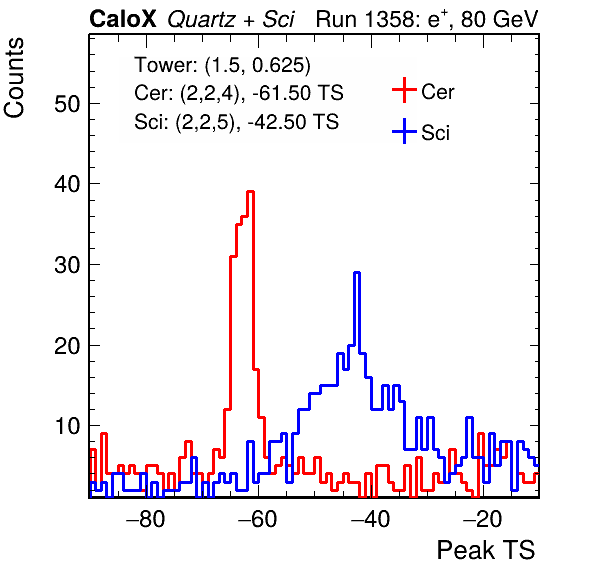 CaloX Quartz + Sci Run 1358: e+, 80 GeV
Counts
Tower: (1.5, 0.625)
Cer: (2,2,4), -61.50 TS
Sci: (2,2,5), -42.50 TS
Cer
Sci
50
40
30
20
10
−80 −60 −40 −20
Peak TS